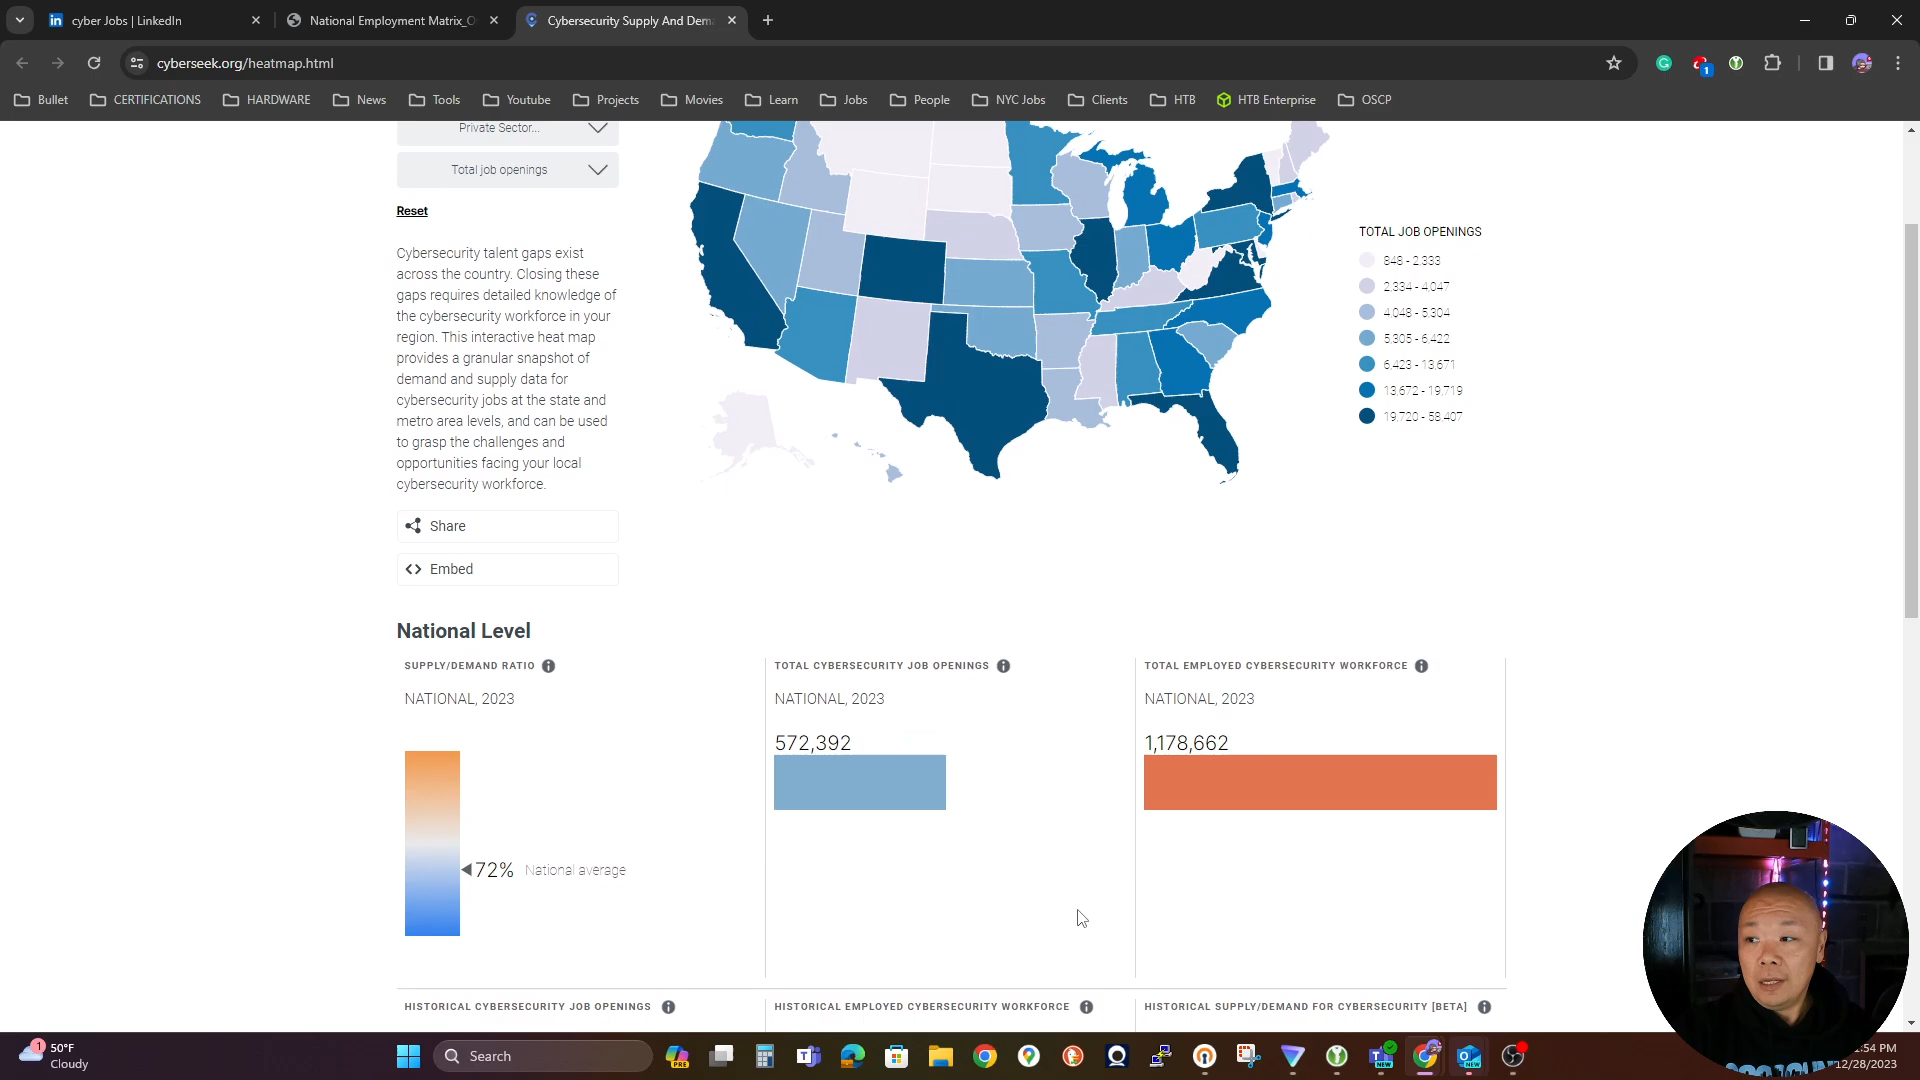 cyber Jobs | LinkedIn
National Employment Matrix_O
Cybersecurity Supply And Dem
cyberseek.org/heatmap.html
1
Bullet
CERTIFICATIONS
HARDWARE
News
Tools
Youtube
Projects
Movies
Learn
Jobs
People
NYC Jobs
Clients
HTB
HTB Enterprise
OSCP
Private Sector...
Total job openings
Reset
Cybersecurity talent gaps exist
across the country. Closing these
gaps requires detailed knowledge of
the cybersecurity workforce in your
region. This interactive heat map
provides a granular snapshot of
demand and supply data for
cybersecurity jobs at the state and
metro area levels, and can be used
to grasp the challenges and
opportunities facing your local
cybersecurity workforce.
Share
Embed
TOTAL JOB OPENINGS
848 - 2,333
2,334 - 4,047
4,048 - 5,304
5,305 - 6,422
6,423 - 13,671
13,672 - 19,719
19,720 - 58,407
National Level
SUPPLY/DEMAND RATIO
NATIONAL, 2023
72% National average
TOTAL CYBERSECURITY JOB OPENINGS
NATIONAL, 2023
572,392
TOTAL EMPLOYED CYBERSECURITY WORKFORCE
NATIONAL, 2023
1,178,662
HISTORICAL CYBERSECURITY JOB OPENINGS
HISTORICAL EMPLOYED CYBERSECURITY WORKFORCE
HISTORICAL SUPPLY/DEMAND FOR CYBERSECURITY [BETA]
1
50°F
Cloudy
Search
PRE
NEW
NEW
:54 PM
12/28/2023